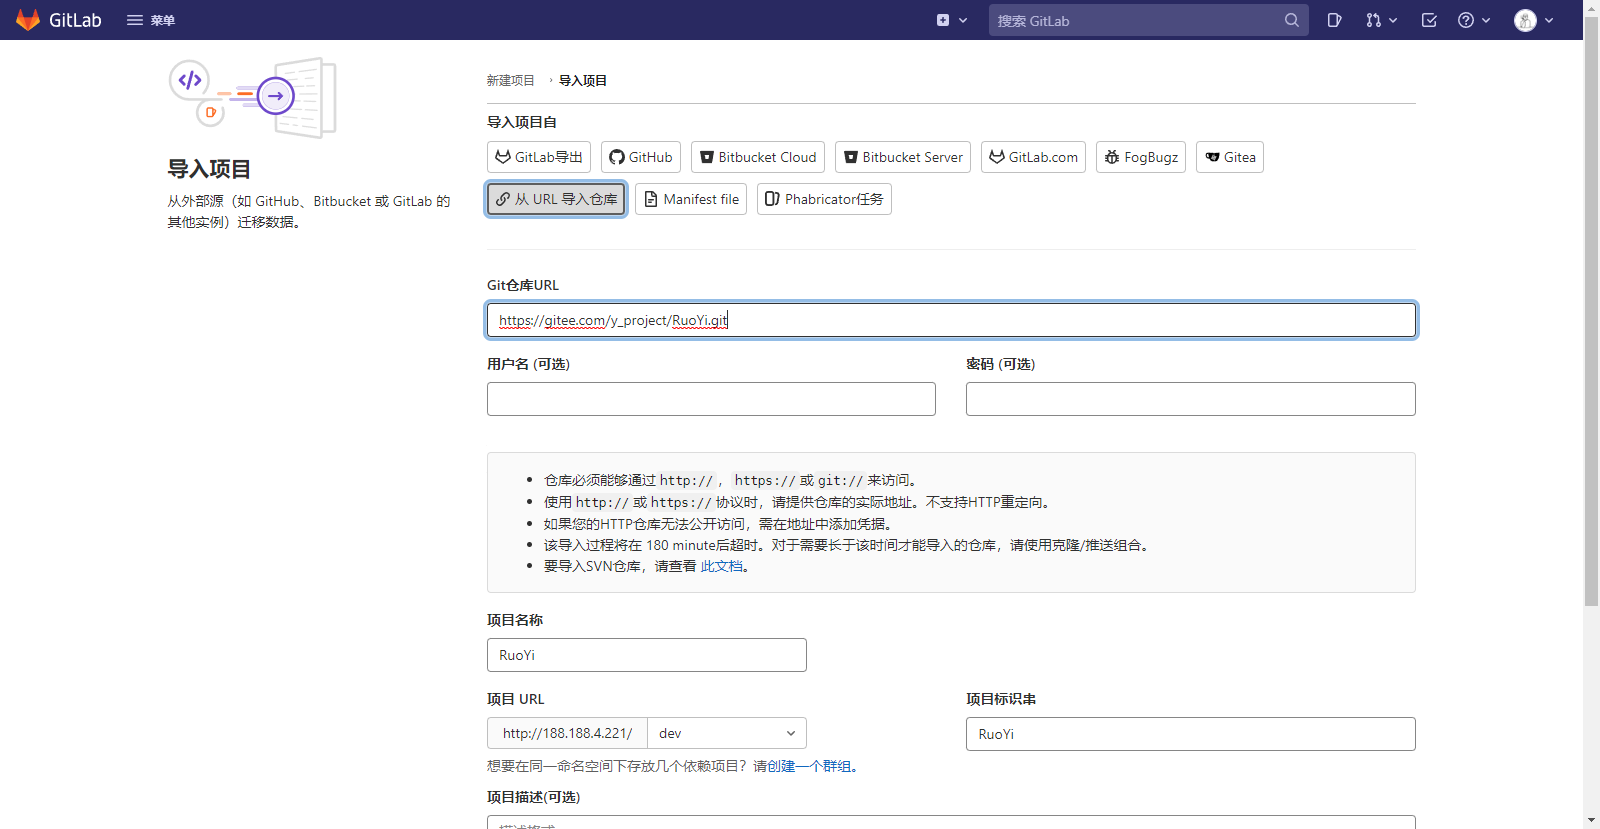 GitLab 菜单 搜索 GitLab
导入项目
从外部源（如 GitHub、Bitbucket 或 GitLab 的
其他实例）迁移数据。
新建项目 › 导入项目
导入项目自
GitLab导出 GitHub Bitbucket Cloud Bitbucket Server GitLab.com FogBugz Gitea
从 URL 导入仓库 Manifest file Phabricator任务
Git仓库URL
https://gitee.com/y_project/RuoYi.git
用户名 (可选) 密码 (可选)
仓库必须能够通过 http://， https:// 或 git:// 来访问。
使用 http:// 或 https:// 协议时，请提供仓库的实际地址。不支持HTTP重定向。
如果您的HTTP仓库无法公开访问，需在地址中添加凭据。
该导入过程将在 180 minute后超时。对于需要长于该时间才能导入的仓库，请使用克隆/推送组合。
要导入SVN仓库，请查看 此文档。
项目名称
RuoYi
项目 URL 项目标识串
http://188.188.4.221/ dev RuoYi
想要在同一命名空间下存放几个依赖项目？请创建一个群组。
项目描述(可选)
描述格式